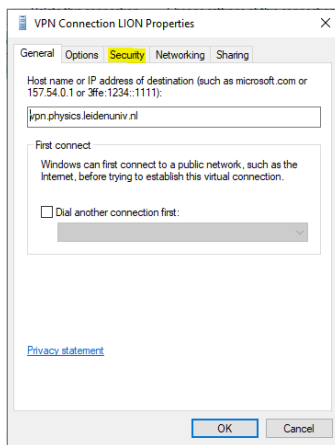 VPN Connection LION Properties
General Options Security Networking Sharing
Host name or IP address of destination (such as microsoft.com or
157.54.0.1 or 3ffe:1234::1111):
vpn.physics.leidenuniv.nl
First connect
Windows can first connect to a public network, such as the
Internet, before trying to establish this virtual connection.
Dial another connection first:
Privacy statement
OK Cancel